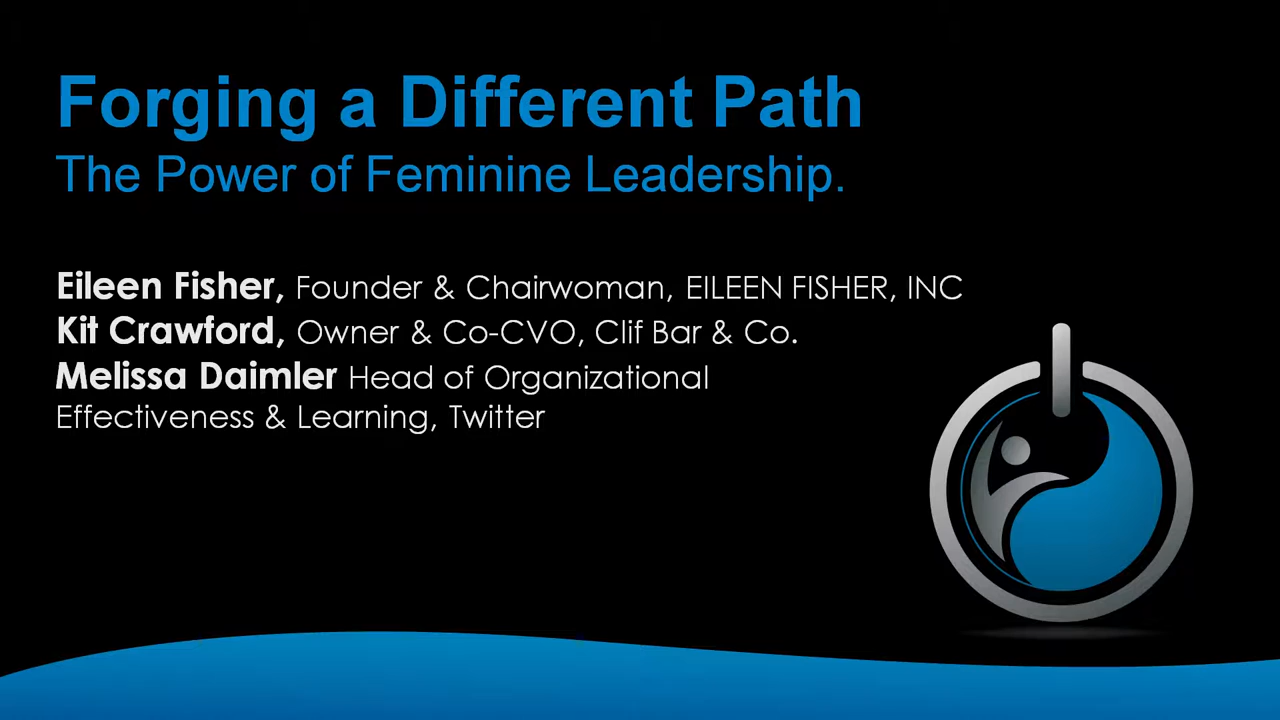 Forging a Different Path
The Power of Feminine Leadership.
Eileen Fisher, Founder & Chairwoman, EILEEN FISHER, INC
Kit Crawford, Owner & Co-CVO, Clif Bar & Co.
Melissa Daimler Head of Organizational
Effectiveness & Learning, Twitter